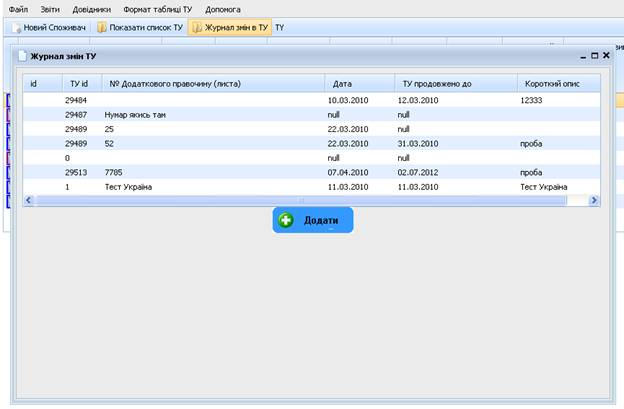 Файл Звіти Довідники Формат таблиці ТУ Допомога
Новий Споживач Показати список ТУ Журнал змін в ТУ ТУ
Журнал змін ТУ
id ТУ id № Додаткового правочину (листа) Дата ТУ продовжено до Короткий опис
29484 10.03.2010 12.03.2010 12333
29487 Нумар якись там null null
29489 25 22.03.2010 null
29489 52 22.03.2010 31.03.2010 проба
0 null null
29513 7785 07.04.2010 02.07.2012 проба
1 Тест Україна 11.03.2010 11.03.2010 Тест Україна
Додати